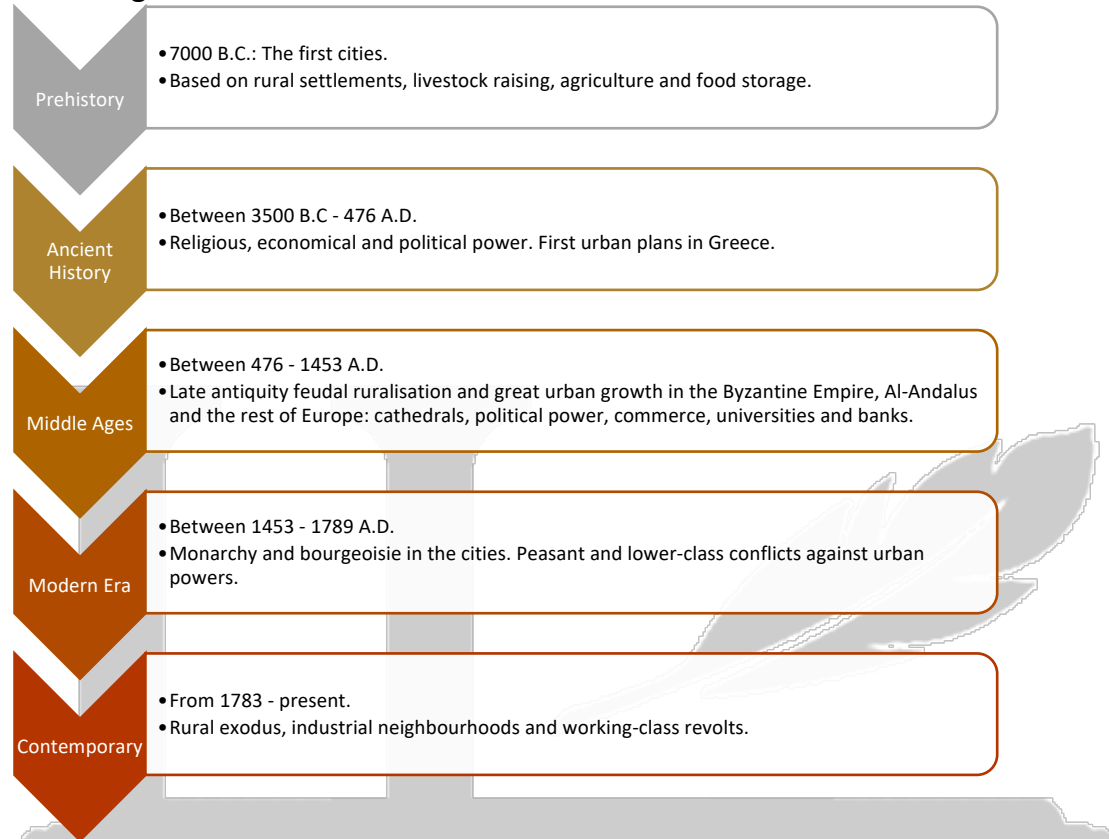 Prehistory
•7000 B.C.: The first cities.
•Based on rural settlements, livestock raising, agriculture and food storage.
Ancient
History
•Between 3500 B.C - 476 A.D.
•Religious, economical and political power. First urban plans in Greece.
Middle Ages
•Between 476 - 1453 A.D.
•Late antiquity feudal ruralisation and great urban growth in the Byzantine Empire, Al-Andalus
and the rest of Europe: cathedrals, political power, commerce, universities and banks.
Modern Era
•Between 1453 - 1789 A.D.
•Monarchy and bourgeoisie in the cities. Peasant and lower-class conflicts against urban
powers.
Contemporary
•From 1783 - present.
•Rural exodus, industrial neighbourhoods and working-class revolts.